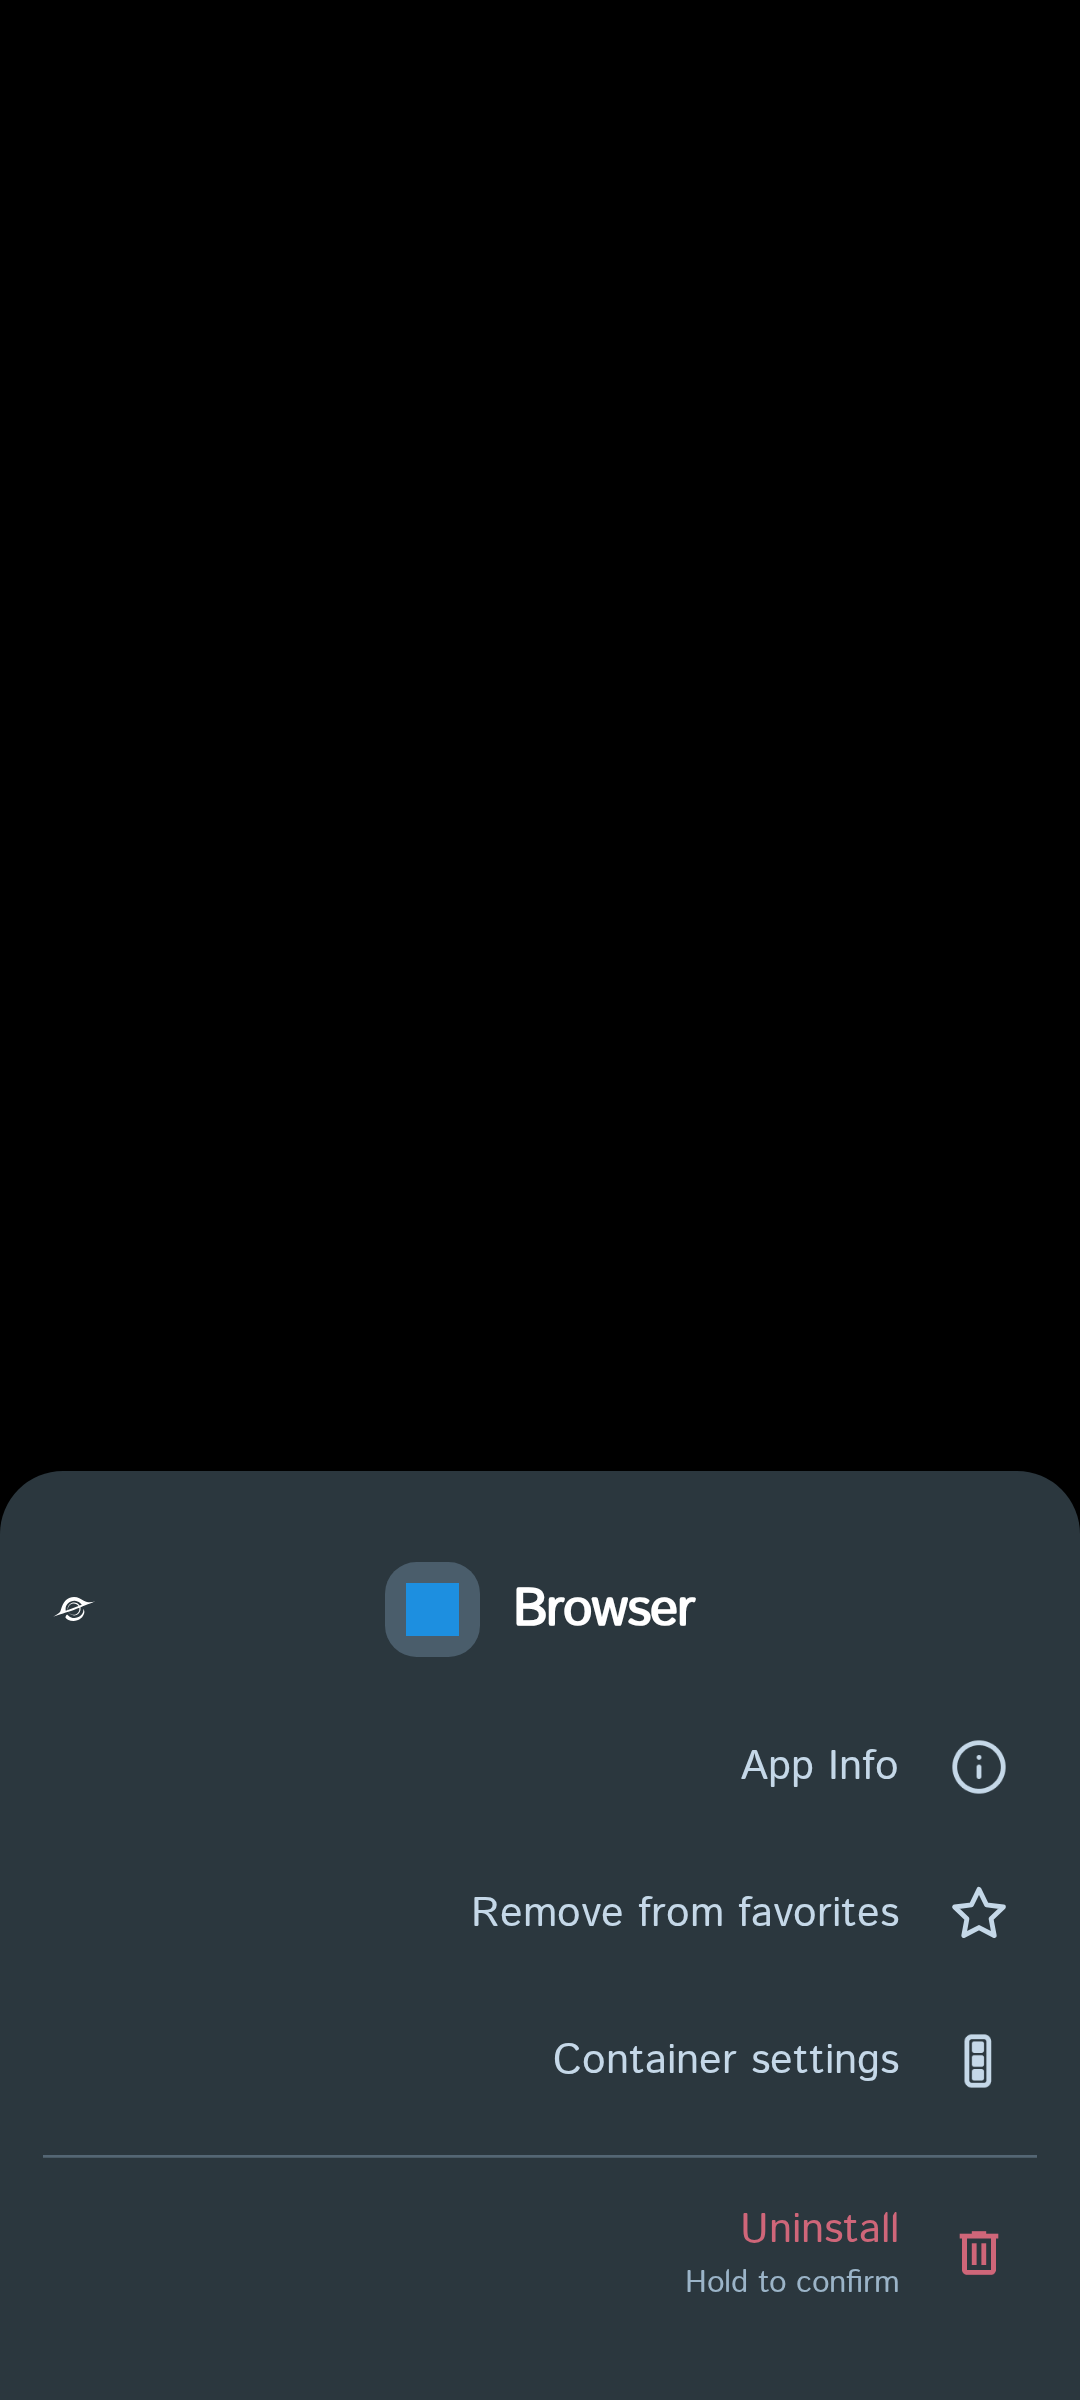 Browser
App Info
Remove from favorites
Container settings
Uninstall
Hold to confirm